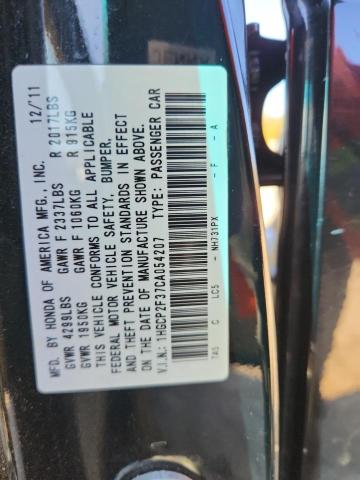 MFD. BY HONDA OF AMERICA MFG., INC. 12/11
GVWR 4299LBS GAWR F 2337LBS R 2017LBS
GVWR 1950KG GAWR F 1060KG R 915KG
THIS VEHICLE CONFORMS TO ALL APPLICABLE
FEDERAL MOTOR VEHICLE SAFETY, BUMPER,
AND THEFT PREVENTION STANDARDS IN EFFECT
ON THE DATE OF MANUFACTURE SHOWN ABOVE.
V.I.N.: 1HGCP2F37CA054207 TYPE: PASSENGER CAR
TA5 C LC5 - NH731PX - F - A